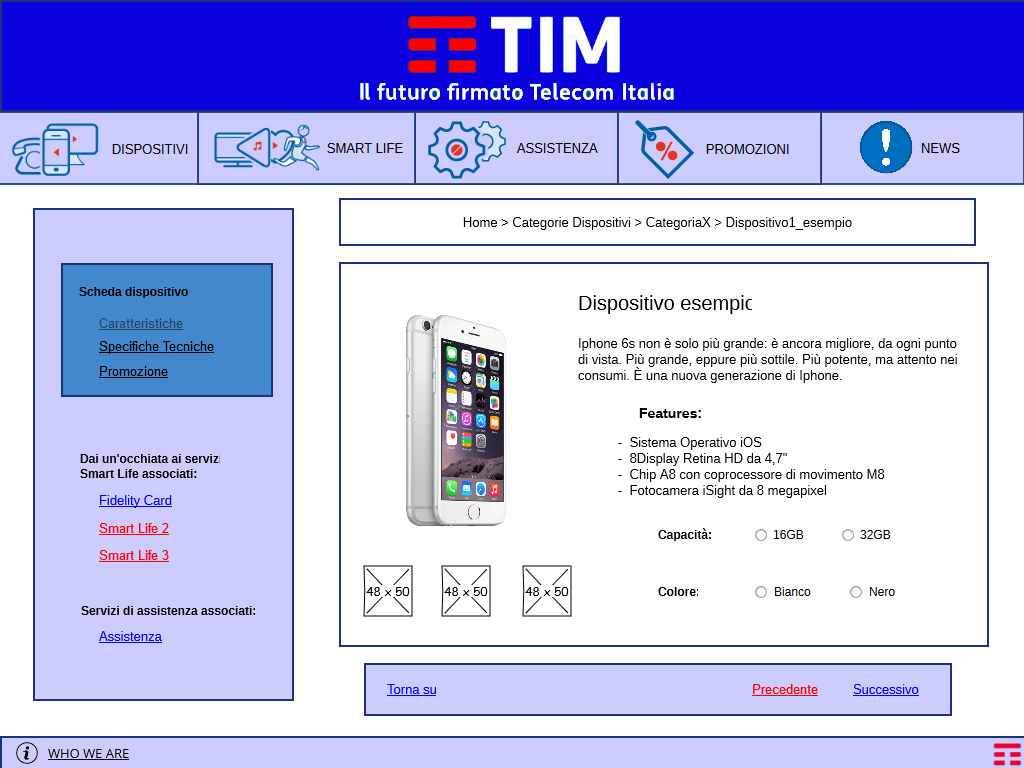 TIM
Il futuro firmato Telecom Italia
DISPOSITIVI
SMART LIFE
ASSISTENZA
PROMOZIONI
NEWS
Home > Categorie Dispositivi > CategoriaX > Dispositivo1_esempio
Scheda dispositivo
Caratteristiche
Specifiche Tecniche
Promozione
Dai un'occhiata ai servizi
Smart Life associati:
Fidelity Card
Smart Life 2
Smart Life 3
Servizi di assistenza associati:
Assistenza
Dispositivo esempio
Iphone 6s non è solo più grande: è ancora migliore, da ogni punto
di vista. Più grande, eppure più sottile. Più potente, ma attento nei
consumi. È una nuova generazione di Iphone.
Features:
- Sistema Operativo iOS
- 8Display Retina HD da 4,7"
- Chip A8 con coprocessore di movimento M8
- Fotocamera iSight da 8 megapixel
Capacità: 16GB 32GB
48 x 50 48 x 50 48 x 50
Colore: Bianco Nero
Torna su Precedente Successivo
WHO WE ARE